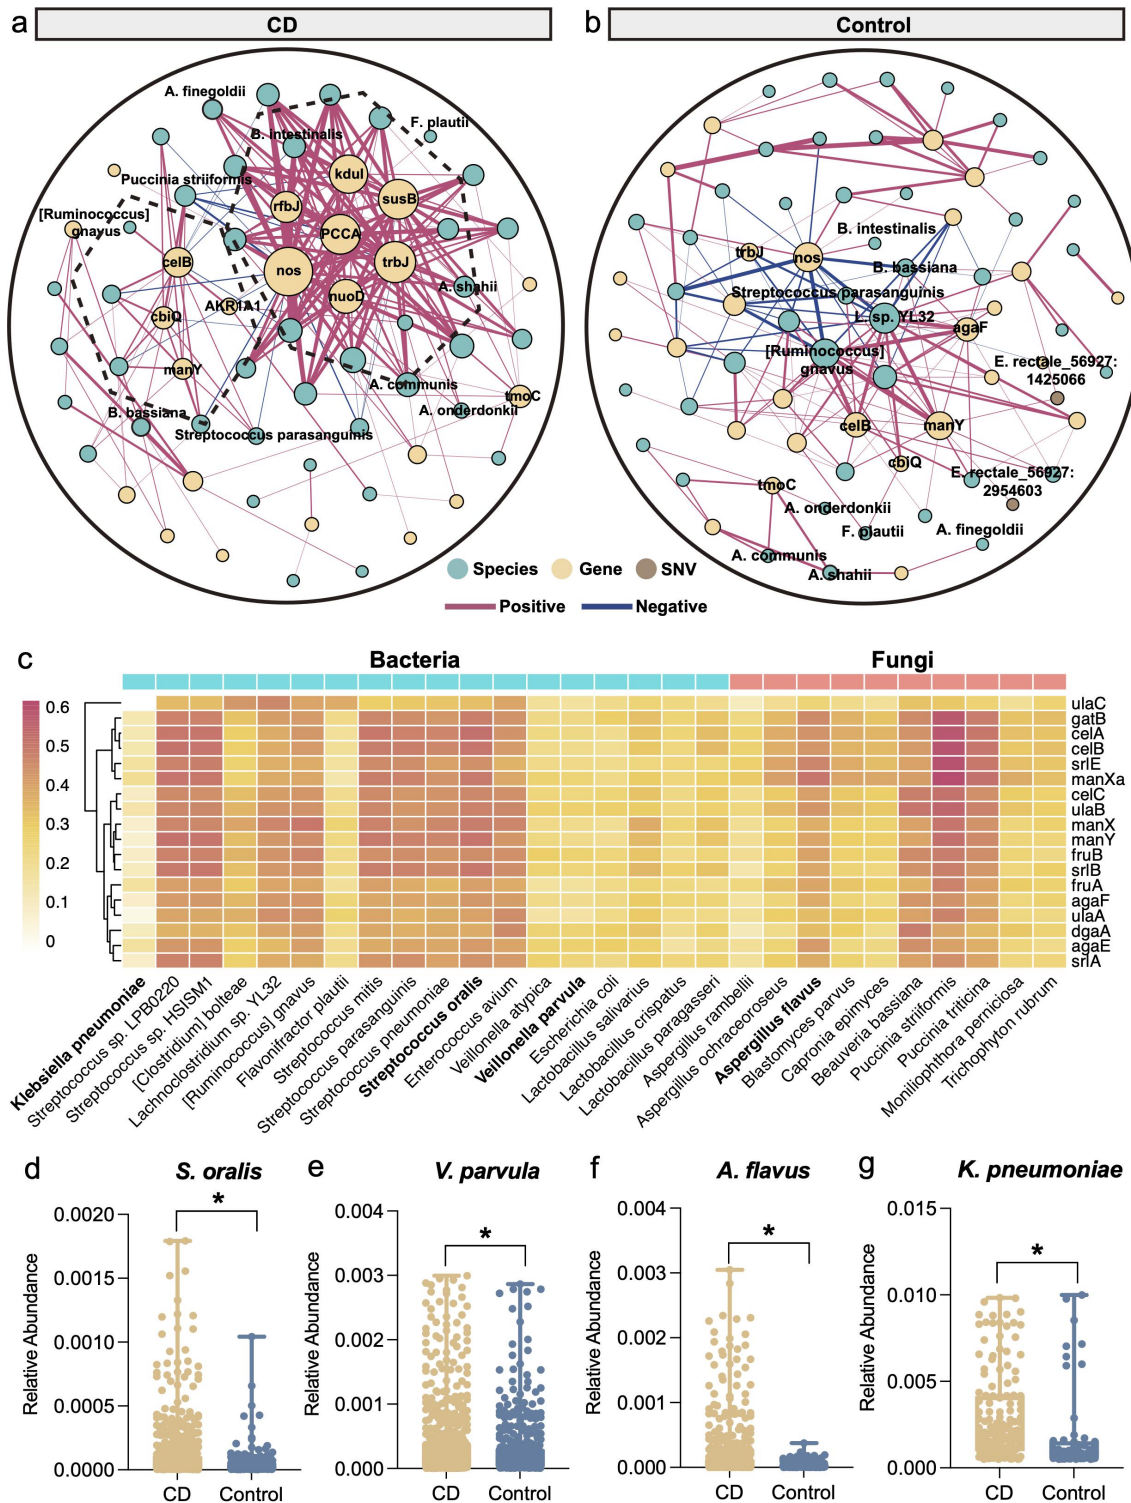 a
CD
b
Control
A. finegoldii
B. intestinalis
F. plautii
kduI
Puccinia striiformis
rfbJ
susB
[Ruminococcus]
gnavus
PCCA
celB
nos
trbJ
AKR1A1
nuoD
A. shahii
cbiQ
manY
A. communis
tmoC
B. bassiana
A. onderdonkii
Streptococcus parasanguinis
B. intestinalis
trbJ
nos
B. bassiana
Streptococcus parasanguinis
L. sp. YL32
agaF
[Ruminococcus]
gnavus
E. rectale_56927:
1425066
celB
manY
cbiQ
E. rectale_56927:
2954603
tmoC
A. onderdonkii
F. plautii
A. finegoldii
A. communis
A. shahii
Species
Gene
SNV
Positive
Negative
c
Bacteria
Fungi
0.6
0.5
0.4
0.3
0.2
0.1
0
ulaC
gatB
celA
celB
srlE
manXa
celC
ulaB
manX
manY
fruB
srlB
fruA
agaF
ulaA
dgaA
agaE
srlA
Klebsiella pneumoniae
Streptococcus sp. LPB0220
Streptococcus sp. HSISM1
[Clostridium] bolteae
Lachnoclostridium sp. YL32
[Ruminococcus] gnavus
Flavonifractor plautii
Streptococcus mitis
Streptococcus parasanguinis
Streptococcus pneumoniae
Streptococcus oralis
Enterococcus avium
Veillonella atypica
Veillonella parvula
Escherichia coli
Lactobacillus salivarius
Lactobacillus crispatus
Lactobacillus paragasseri
Aspergillus rambellii
Aspergillus ochraceoroseus
Aspergillus flavus
Blastomyces parvus
Capronia epimyces
Beauveria bassiana
Puccinia striiformis
Puccinia triticina
Moniliophthora perniciosa
Trichophyton rubrum
d
S. oralis
*
Relative Abundance
0.0020
0.0015
0.0010
0.0005
0.0000
CD
Control
e
V. parvula
*
Relative Abundance
0.004
0.003
0.002
0.001
0.000
CD
Control
f
A. flavus
*
Relative Abundance
0.004
0.003
0.002
0.001
0.000
CD
Control
g
K. pneumoniae
*
Relative Abundance
0.015
0.010
0.005
0.000
CD
Control